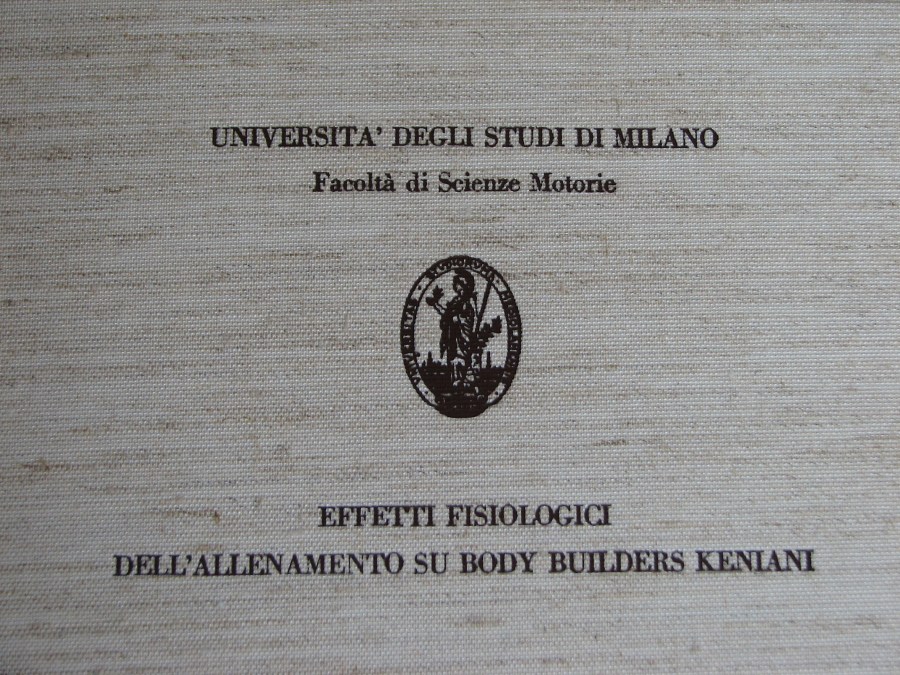 UNIVERSITA' DEGLI STUDI DI MILANO
Facoltà di Scienze Motorie
EFFETTI FISIOLOGICI
DELL'ALLENAMENTO SU BODY BUILDERS KENIANI